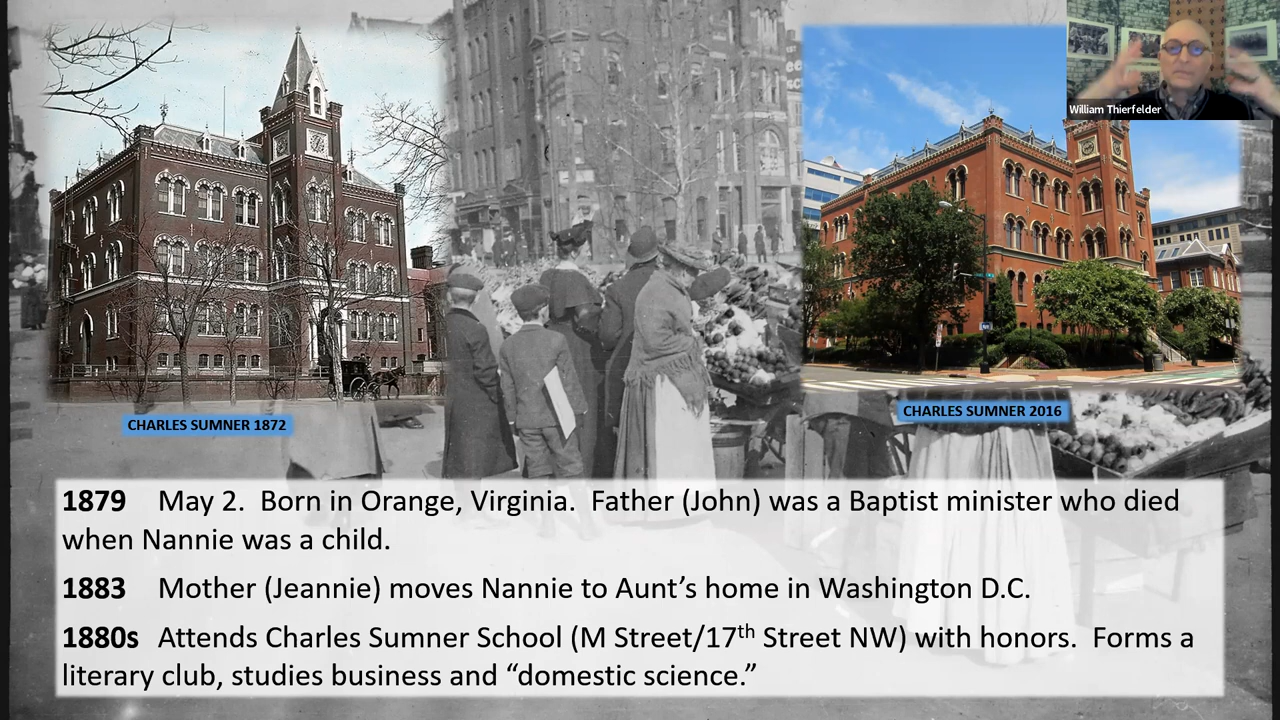 William Thierfelder
CHARLES SUMNER 1872
CHARLES SUMNER 2016
1879 May 2. Born in Orange, Virginia. Father (John) was a Baptist minister who died
when Nannie was a child.
1883 Mother (Jeannie) moves Nannie to Aunt’s home in Washington D.C.
1880s Attends Charles Sumner School (M Street/17th Street NW) with honors. Forms a
literary club, studies business and “domestic science.”